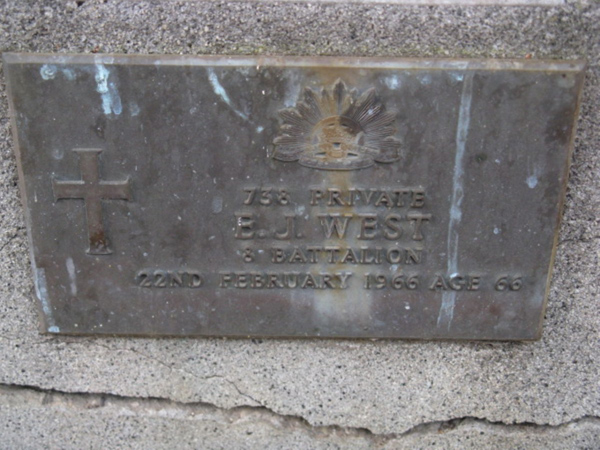 738 PRIVATE
E. J. WEST
8 BATTALION
22ND FEBRUARY 1966 AGE 66